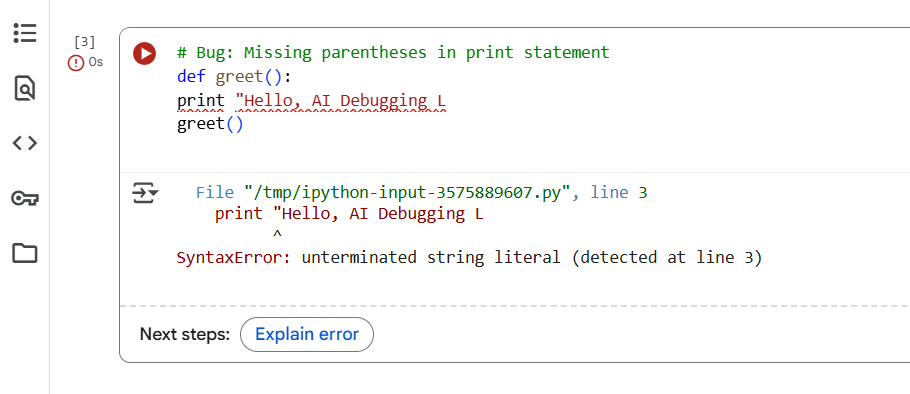 [3]
0s
# Bug: Missing parentheses in print statement
def greet():
print "Hello, AI Debugging L
greet()
File "/tmp/ipython-input-3575889607.py", line 3
print "Hello, AI Debugging L
^
SyntaxError: unterminated string literal (detected at line 3)
Next steps: Explain error